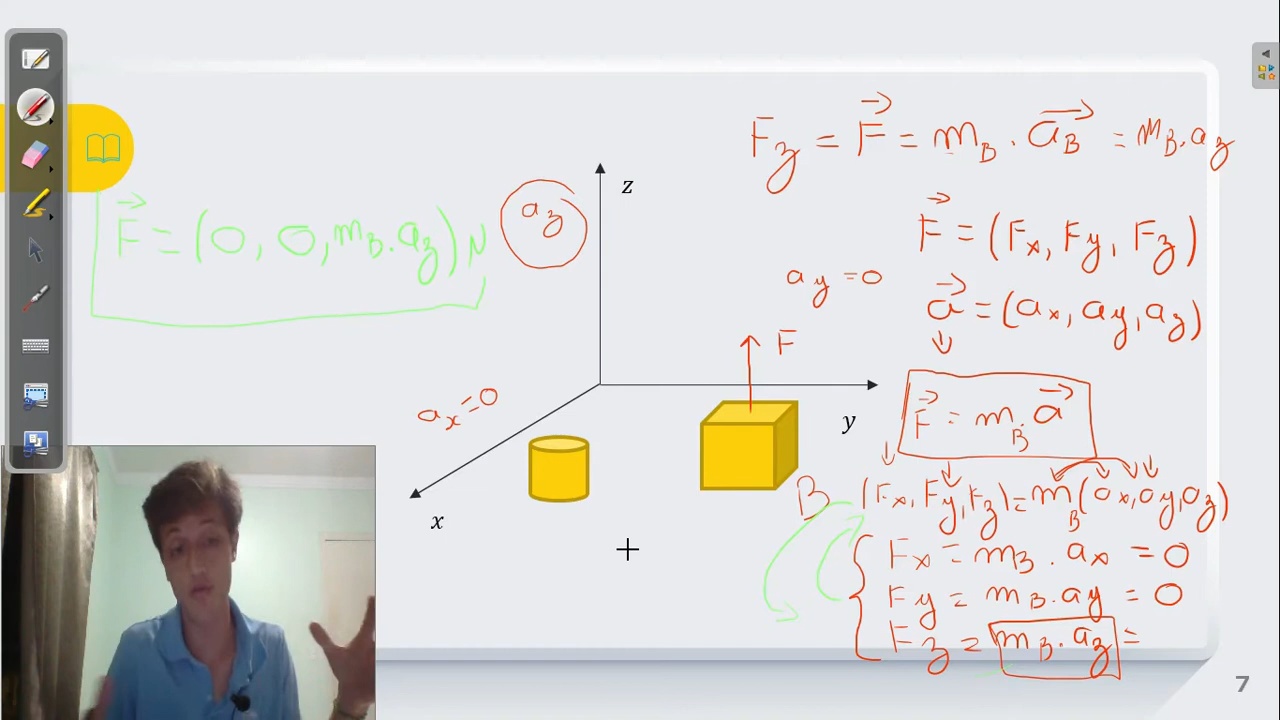 F_z = F⃗ = m_B . a_B⃗ = m_B . a_z
F⃗ = (0, 0, m_B . a_z) N
z
a_z
F⃗ = (F_x, F_y, F_z)
a_y = 0
a⃗ = (a_x, a_y, a_z)
F
a_x = 0
F⃗ = m_B . a⃗
y
x
B
(F_x, F_y, F_z) = m_B (a_x, a_y, a_z)
F_x = m_B . a_x = 0
F_y = m_B . a_y = 0
F_z = m_B . a_z =
7